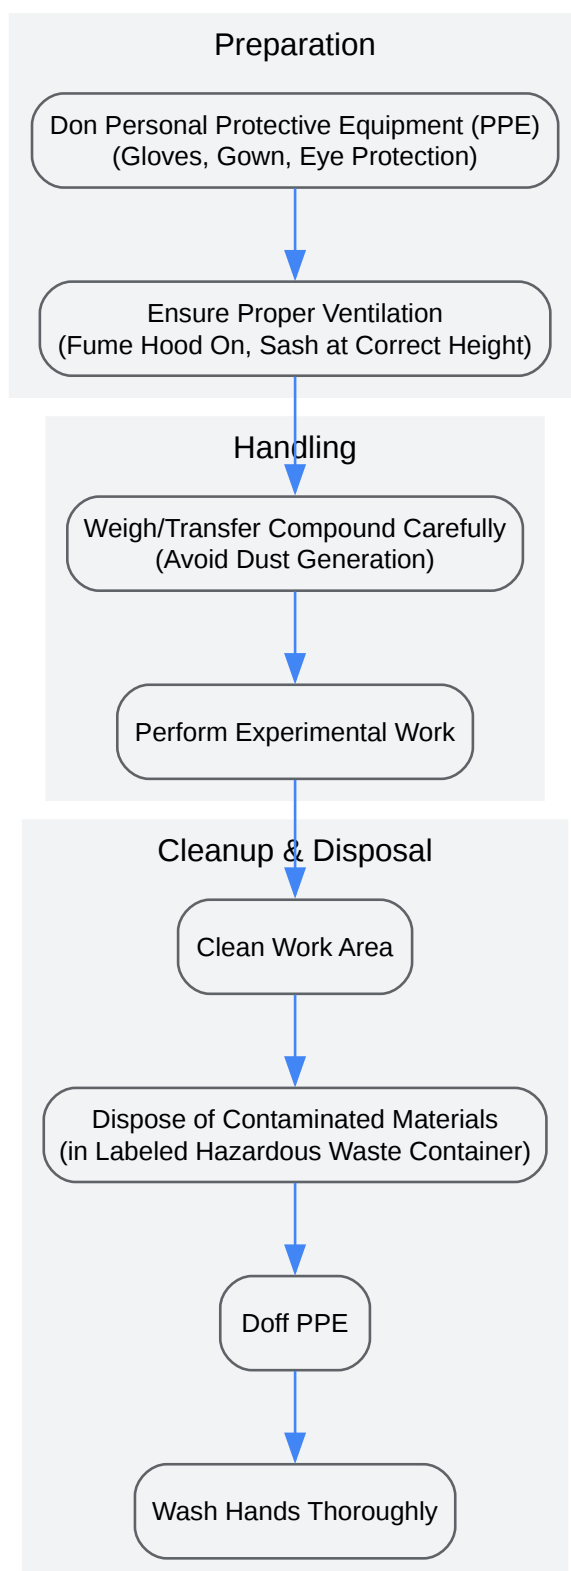 Preparation
Don Personal Protective Equipment (PPE)
(Gloves, Gown, Eye Protection)
Ensure Proper Ventilation
(Fume Hood On, Sash at Correct Height)
Handling
Weigh/Transfer Compound Carefully
(Avoid Dust Generation)
Perform Experimental Work
Cleanup & Disposal
Clean Work Area
Dispose of Contaminated Materials
(in Labeled Hazardous Waste Container)
Doff PPE
Wash Hands Thoroughly